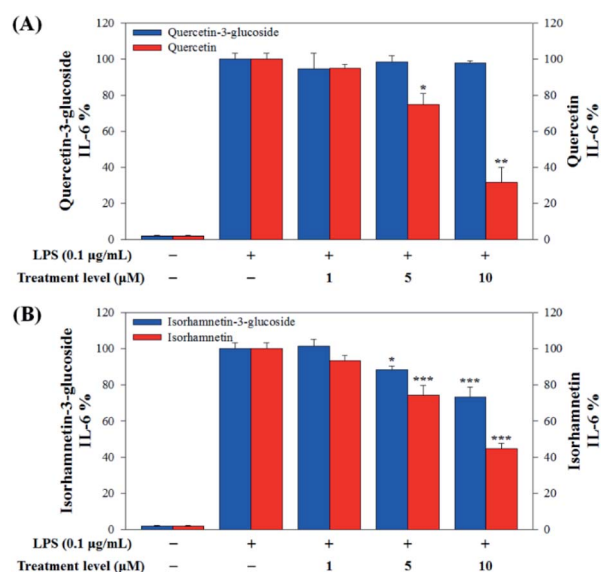 (A)
Quercetin-3-glucoside
Quercetin
Quercetin-3-glucoside
IL-6 %
Quercetin
IL-6 %
120 120
100 100
80 80
60 60
40 40
20 20
0 0
*
**
LPS (0.1 µg/mL) – + + + +
Treatment level (µM) – – 1 5 10
(B)
Isorhamnetin-3-glucoside
Isorhamnetin
Isorhamnetin-3-glucoside
IL-6 %
Isorhamnetin
IL-6 %
120 120
100 100
80 80
60 60
40 40
20 20
0 0
* *** ***
***
LPS (0.1 µg/mL) – + + + +
Treatment level (µM) – – 1 5 10